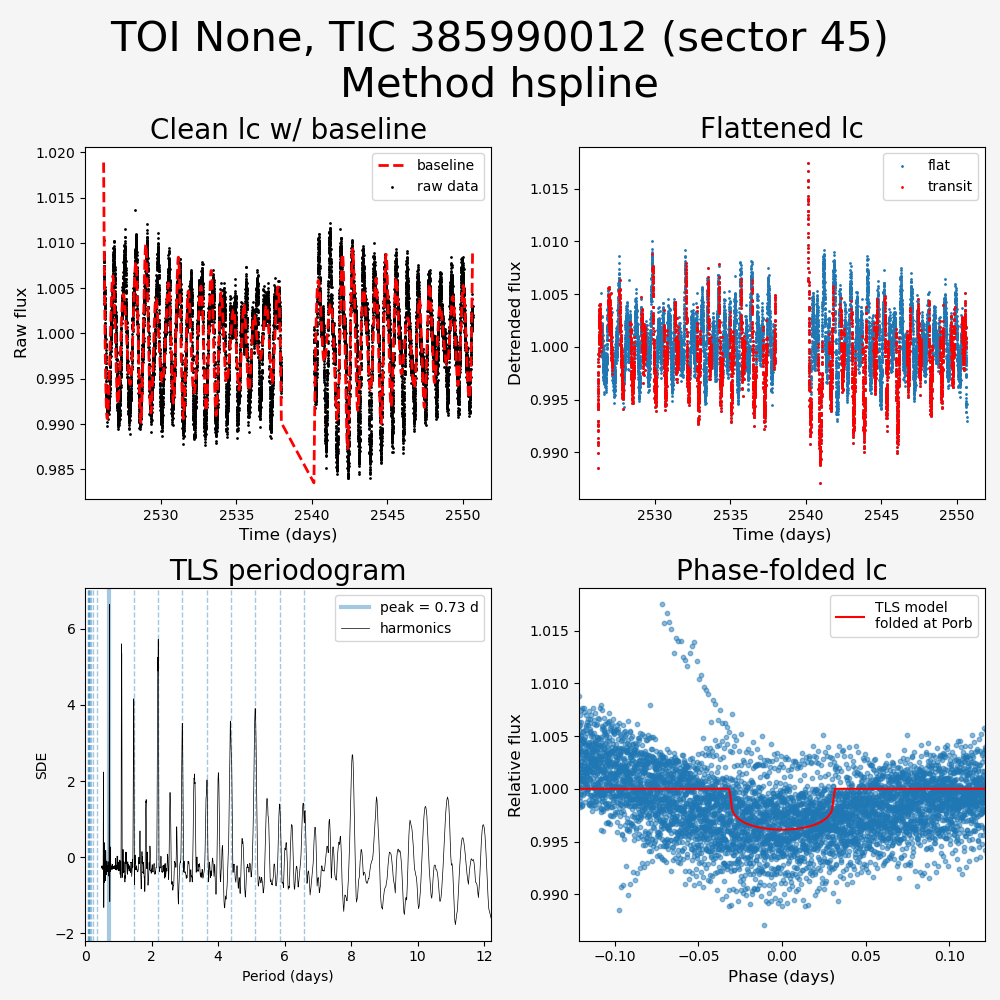 TOI None, TIC 385990012 (sector 45)
Method hspline
Clean lc w/ baseline
Raw flux
1.020
1.015
1.010
1.005
1.000
0.995
0.990
0.985
baseline
raw data
2530
2535
2540
2545
2550
Time (days)
Flattened lc
Detrended flux
1.015
1.010
1.005
1.000
0.995
0.990
flat
transit
2530
2535
2540
2545
2550
Time (days)
TLS periodogram
SDE
6
4
2
0
−2
peak = 0.73 d
harmonics
0
2
4
6
8
10
12
Period (days)
Phase-folded lc
Relative flux
1.015
1.010
1.005
1.000
0.995
0.990
TLS model
folded at Porb
−0.10
−0.05
0.00
0.05
0.10
Phase (days)